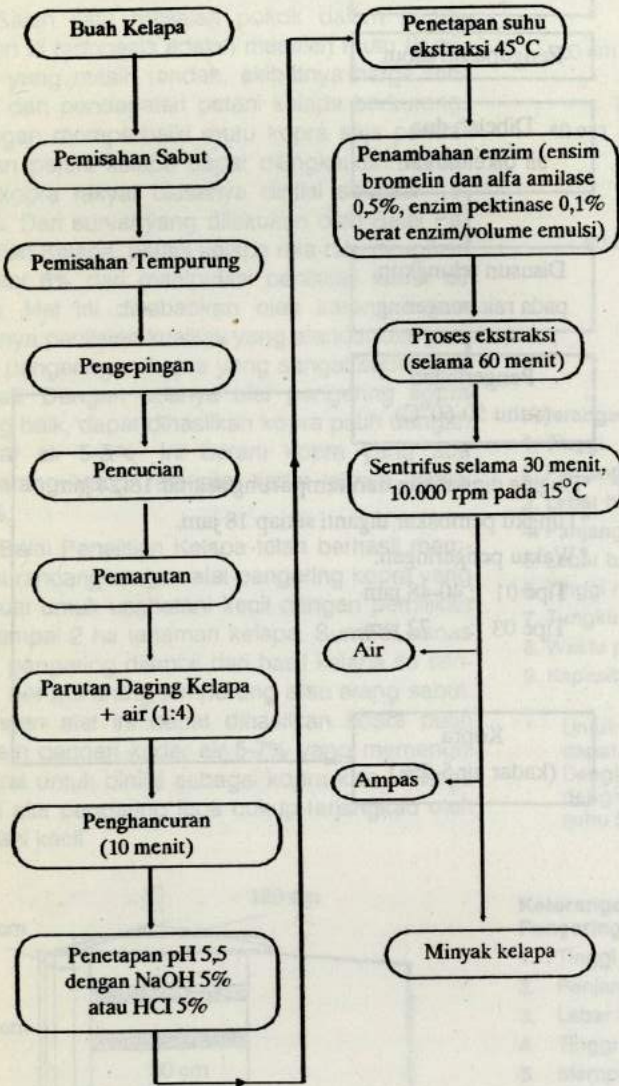 Buah Kelapa
Pemisahan Sabut
Pemisahan Tempurung
Pengepingan
Pencucian
Pemarutan
Parutan Daging Kelapa
+ air (1:4)
Penghancuran
(10 menit)
Penetapan pH 5,5
dengan NaOH 5%
atau HCI 5%
Penetapan suhu
ekstraksi 45°C
Penambahan enzim (ensim
bromelin dan alfa amilase
0,5%, enzim pektinase 0,1%
berat enzim/volume emulsi)
Proses ekstraksi
(selama 60 menit)
Sentrifus selama 30 menit,
10.000 rpm pada 15°C
Air
Ampas
Minyak kelapa